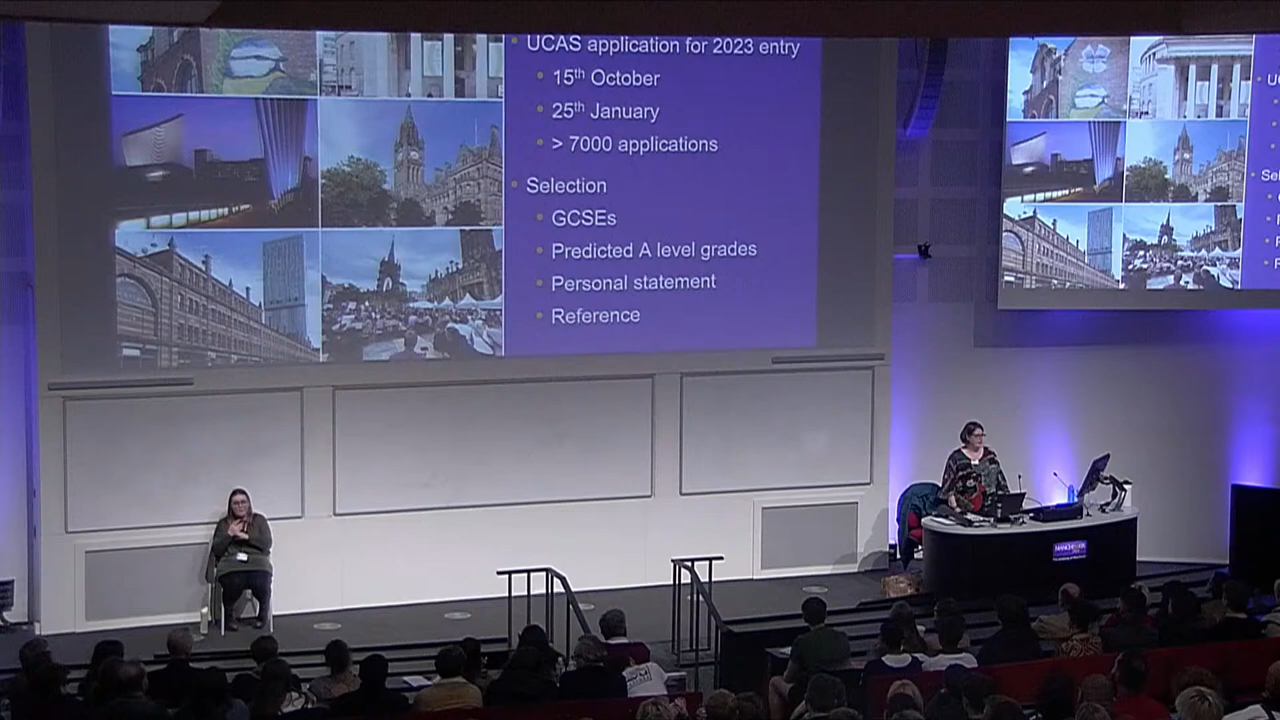 UCAS application for 2023 entry
15th October
25th January
> 7000 applications
Selection
GCSEs
Predicted A level grades
Personal statement
Reference
MANCHESTER